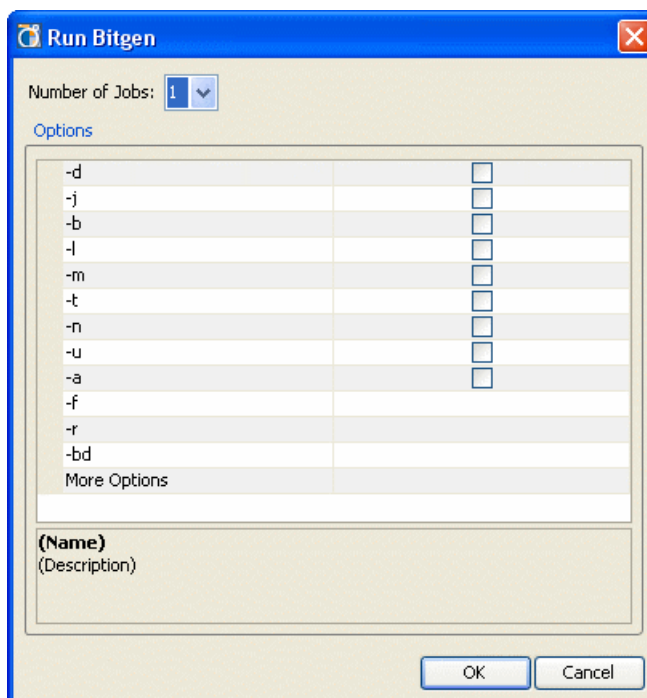 Run Bitgen
Number of Jobs: 1
Options
-d
-j
-b
-l
-m
-t
-n
-u
-a
-f
-r
-bd
More Options
(Name)
(Description)
OK Cancel